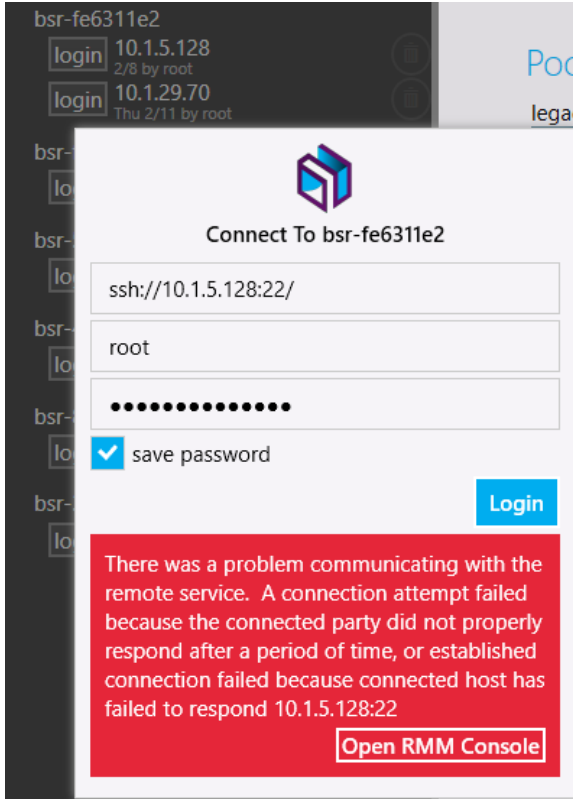 bsr-fe6311e2
login 10.1.5.128
2/8 by root
login 10.1.29.70
Thu 2/11 by root
Connect To bsr-fe6311e2
ssh://10.1.5.128:22/
root
••••••••••••••
save password
Login
There was a problem communicating with the
remote service. A connection attempt failed
because the connected party did not properly
respond after a period of time, or established
connection failed because connected host has
failed to respond 10.1.5.128:22
Open RMM Console